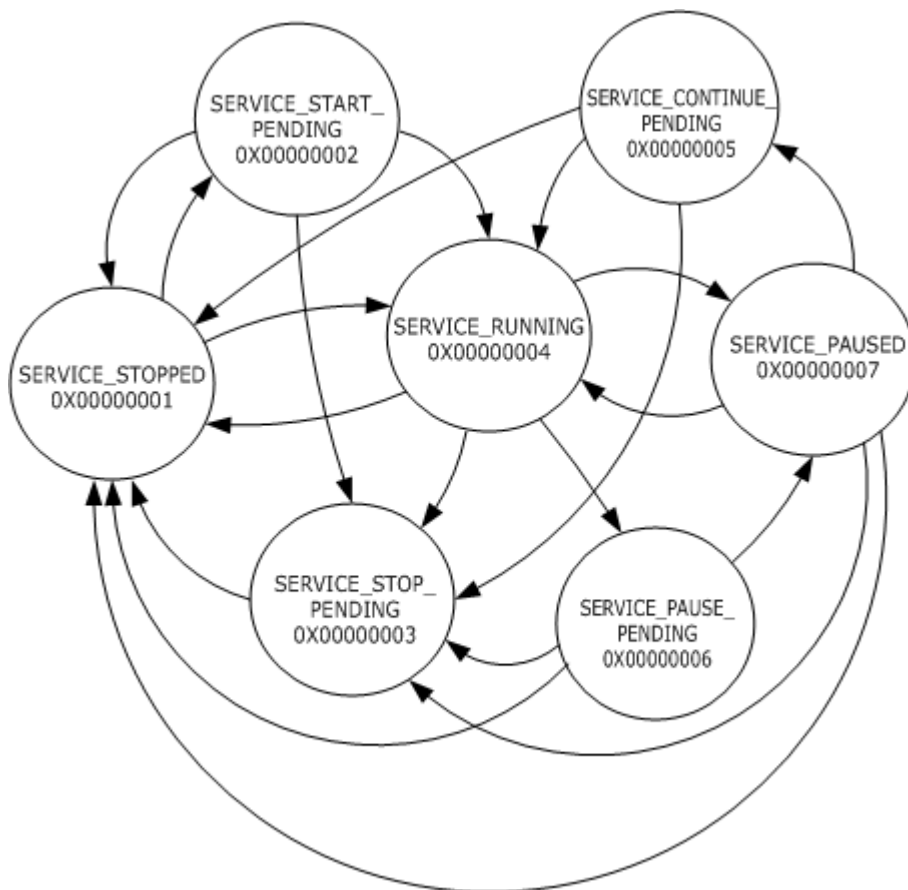 SERVICE_START_
PENDING
0X00000002
SERVICE_CONTINUE_
PENDING
0X00000005
SERVICE_RUNNING
0X00000004
SERVICE_PAUSED
0X00000007
SERVICE_STOPPED
0X00000001
SERVICE_STOP_
PENDING
0X00000003
SERVICE_PAUSE_
PENDING
0X00000006